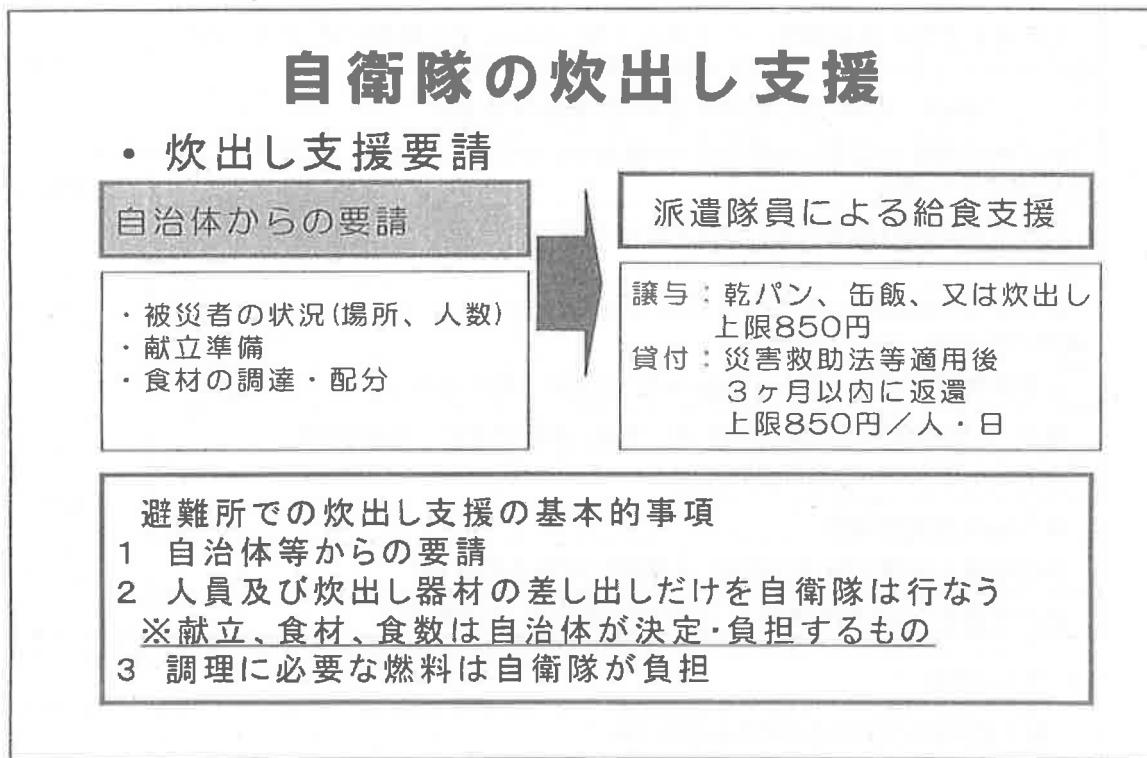 自衛隊の炊出し支援
・炊出し支援要請
自治体からの要請
・被災者の状況(場所、人数)
・献立準備
・食材の調達・配分
派遣隊員による給食支援
譲与：乾パン、缶飯、又は炊出し
上限850円
貸付：災害救助法等適用後
３ヶ月以内に返還
上限850円／人・日
避難所での炊出し支援の基本的事項
1　自治体等からの要請
2　人員及び炊出し器材の差し出しだけを自衛隊は行なう
※献立、食材、食数は自治体が決定・負担するもの
3　調理に必要な燃料は自衛隊が負担